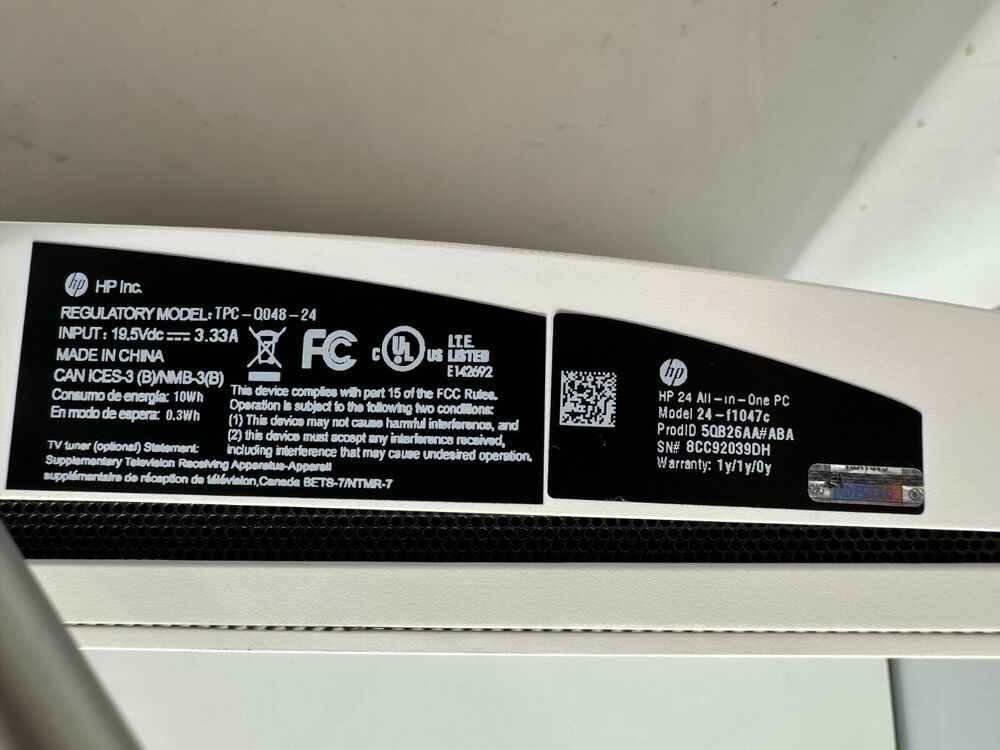 hp HP Inc.
REGULATORY MODEL: TPC-Q048-24
INPUT: 19.5Vdc 3.33A
MADE IN CHINA
CAN ICES-3 (B)/NMB-3(B)
Consumo de energía: 10Wh
En modo de espera: 0.3Wh
FC
C UL US
I.T.E.
LISTED
E142692
This device complies with part 15 of the FCC Rules.
Operation is subject to the following two conditions:
(1) This device may not cause harmful interference, and
(2) this device must accept any interference received,
including interference that may cause undesired operation.
TV tuner (optional) Statement:
Supplementary Television Receiving Apparatus-Appareil
supplémentaire de réception de télévision,Canada BETS-7/NTMR-7
hp
HP 24 All-in-One PC
Model 24-f1047c
ProdID 5QB26AA#ABA
SN# 8CC92039DH
Warranty: 1y/1y/0y